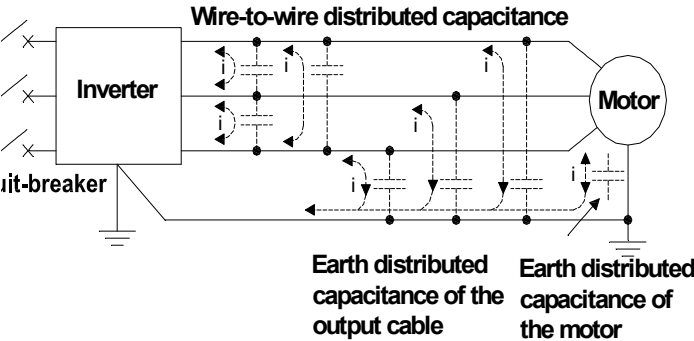 Wire-to-wire distributed capacitance
i
i
i
Inverter
Motor
i
i
i
i
uit-breaker
Earth distributed
capacitance of the
output cable
Earth distributed
capacitance of
the motor